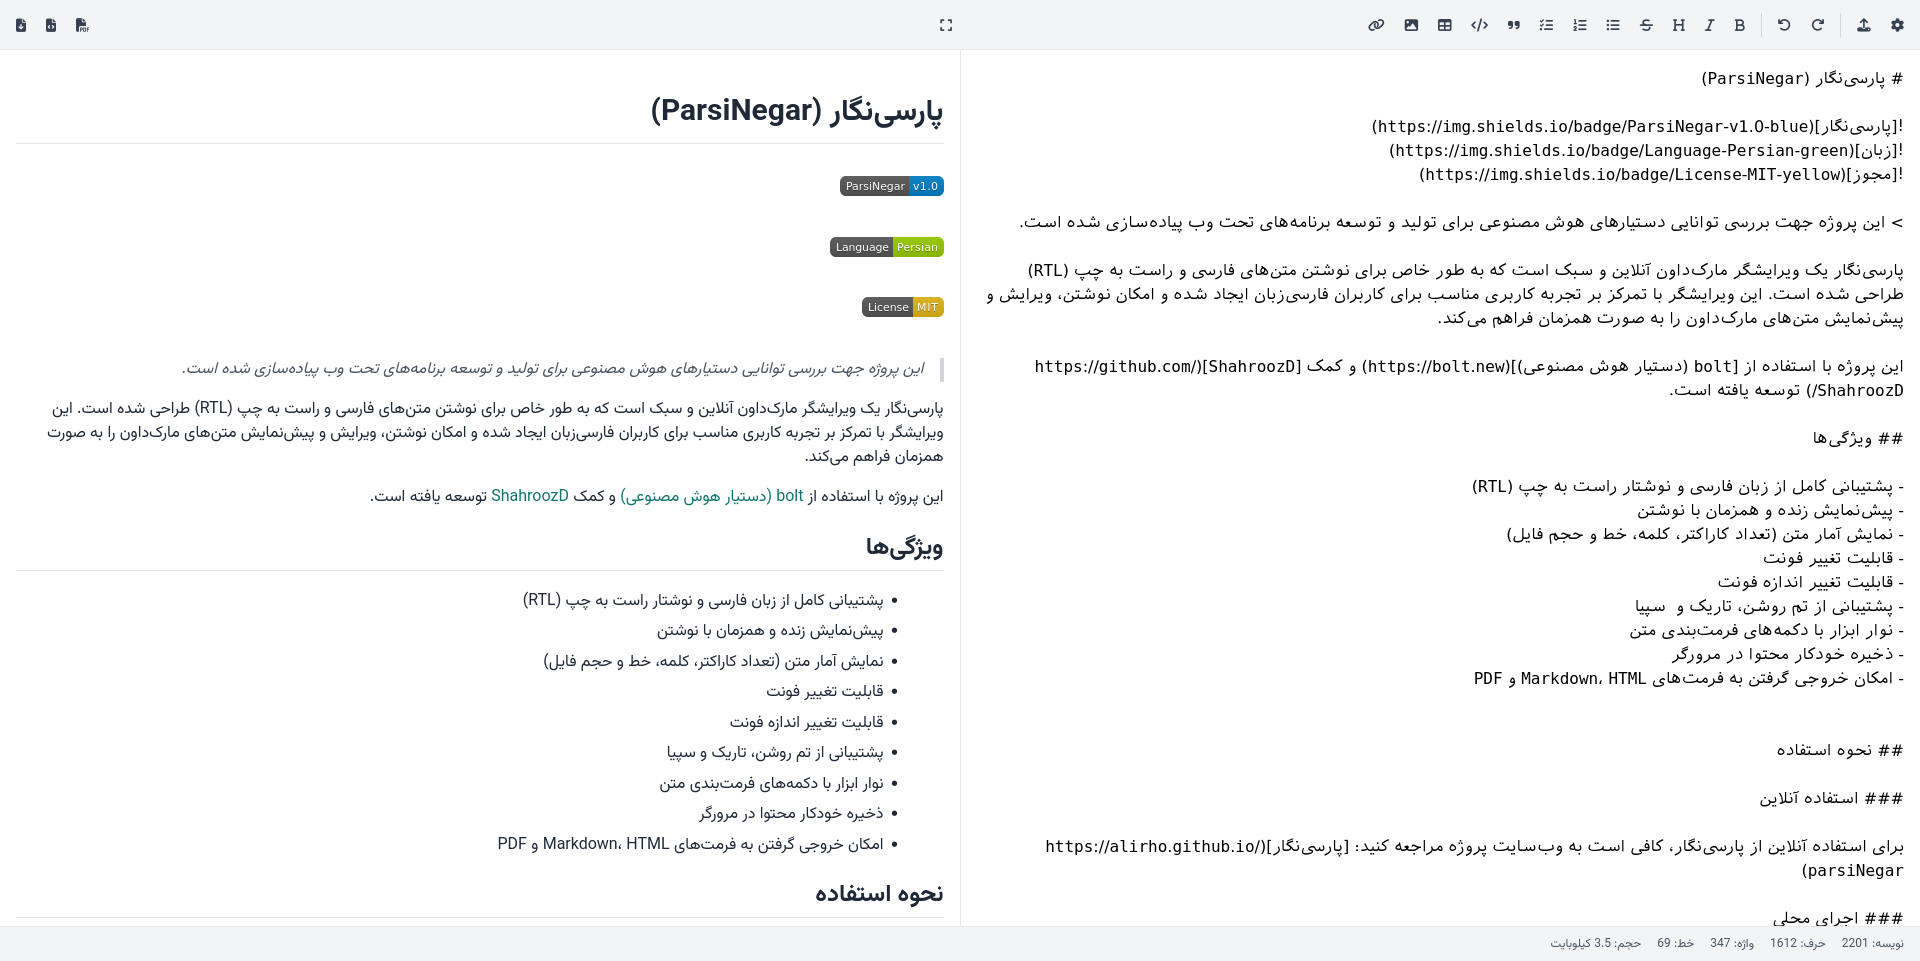 # پارسی‌نگار (ParsiNegar)
![پارسی‌نگار](https://img.shields.io/badge/ParsiNegar-v1.0-blue)
![زبان](https://img.shields.io/badge/Language-Persian-green)
![مجوز](https://img.shields.io/badge/License-MIT-yellow)
> این پروژه جهت بررسی توانایی دستیارهای هوش مصنوعی برای تولید و توسعه برنامه‌های تحت وب پیاده‌سازی شده است.
پارسی‌نگار یک ویرایشگر مارک‌داون آنلاین و سبک است که به طور خاص برای نوشتن متن‌های فارسی و راست به چپ (RTL)
طراحی شده است. این ویرایشگر با تمرکز بر تجربه کاربری مناسب برای کاربران فارسی‌زبان ایجاد شده و امکان نوشتن، ویرایش و
پیش‌نمایش متن‌های مارک‌داون را به صورت همزمان فراهم می‌کند.
این پروژه با استفاده از [bolt (دستیار هوش مصنوعی)](https://bolt.new) و کمک [ShahroozD](https://github.com/
ShahroozD/) توسعه یافته است.
## ویژگی‌ها
- پشتیبانی کامل از زبان فارسی و نوشتار راست به چپ (RTL)
- پیش‌نمایش زنده و همزمان با نوشتن
- نمایش آمار متن (تعداد کاراکتر، کلمه، خط و حجم فایل)
- قابلیت تغییر فونت
- قابلیت تغییر اندازه فونت
- پشتیبانی از تم روشن، تاریک و  سپیا
- نوار ابزار با دکمه‌های فرمت‌بندی متن
- ذخیره خودکار محتوا در مرورگر
- امکان خروجی گرفتن به فرمت‌های Markdown، HTML و PDF
## نحوه استفاده
### استفاده آنلاین
برای استفاده آنلاین از پارسی‌نگار، کافی است به وب‌سایت پروژه مراجعه کنید: [پارسی‌نگار](https://alirho.github.io/
parsiNegar)
### اجرای محلی
پارسی‌نگار (ParsiNegar)
ParsiNegar v1.0
Language Persian
License MIT
این پروژه جهت بررسی توانایی دستیارهای هوش مصنوعی برای تولید و توسعه برنامه‌های تحت وب پیاده‌سازی شده است.
پارسی‌نگار یک ویرایشگر مارک‌داون آنلاین و سبک است که به طور خاص برای نوشتن متن‌های فارسی و راست به چپ (RTL) طراحی شده است. این
ویرایشگر با تمرکز بر تجربه کاربری مناسب برای کاربران فارسی‌زبان ایجاد شده و امکان نوشتن، ویرایش و پیش‌نمایش متن‌های مارک‌داون را به صورت
همزمان فراهم می‌کند.
این پروژه با استفاده از bolt (دستیار هوش مصنوعی) و کمک ShahroozD توسعه یافته است.
ویژگی‌ها
• پشتیبانی کامل از زبان فارسی و نوشتار راست به چپ (RTL)
• پیش‌نمایش زنده و همزمان با نوشتن
• نمایش آمار متن (تعداد کاراکتر، کلمه، خط و حجم فایل)
• قابلیت تغییر فونت
• قابلیت تغییر اندازه فونت
• پشتیبانی از تم روشن، تاریک و سپیا
• نوار ابزار با دکمه‌های فرمت‌بندی متن
• ذخیره خودکار محتوا در مرورگر
• امکان خروجی گرفتن به فرمت‌های Markdown، HTML و PDF
نحوه استفاده
نویسه: 2201 حرف: 1612 واژه: 347 خط: 69 حجم: 3.5 کیلوبایت